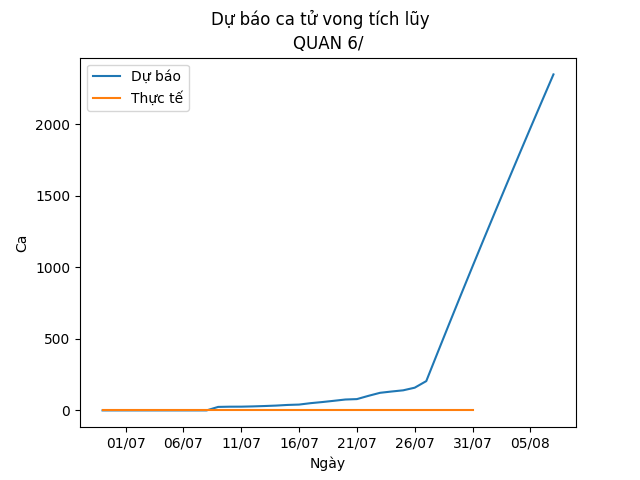 Dự báo ca tử vong tích lũy
QUAN 6/
Dự báo
Thực tế
2000
1500
1000
500
0
Ca
01/07 06/07 11/07 16/07 21/07 26/07 31/07 05/08
Ngày